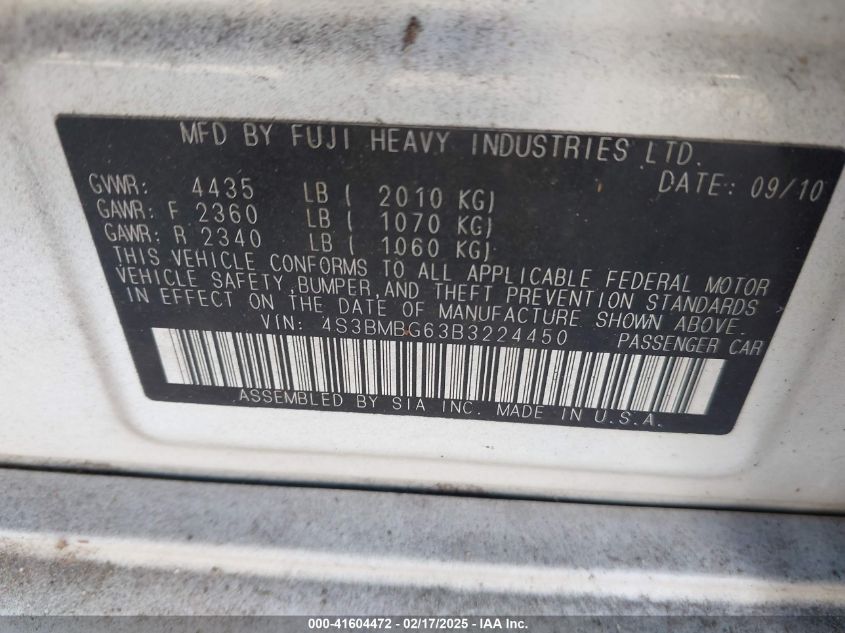 MFD BY FUJI HEAVY INDUSTRIES LTD.
DATE: 09/10
GVWR: 4435 LB ( 2010 KG)
GAWR: F 2360 LB ( 1070 KG)
GAWR: R 2340 LB ( 1060 KG)
THIS VEHICLE CONFORMS TO ALL APPLICABLE FEDERAL MOTOR
VEHICLE SAFETY, BUMPER, AND THEFT PREVENTION STANDARDS
IN EFFECT ON THE DATE OF MANUFACTURE SHOWN ABOVE.
VIN: 4S3BMBG63B3224450 PASSENGER CAR
ASSEMBLED BY SIA INC. MADE IN U.S.A.
000-41604472 - 02/17/2025 - IAA Inc.